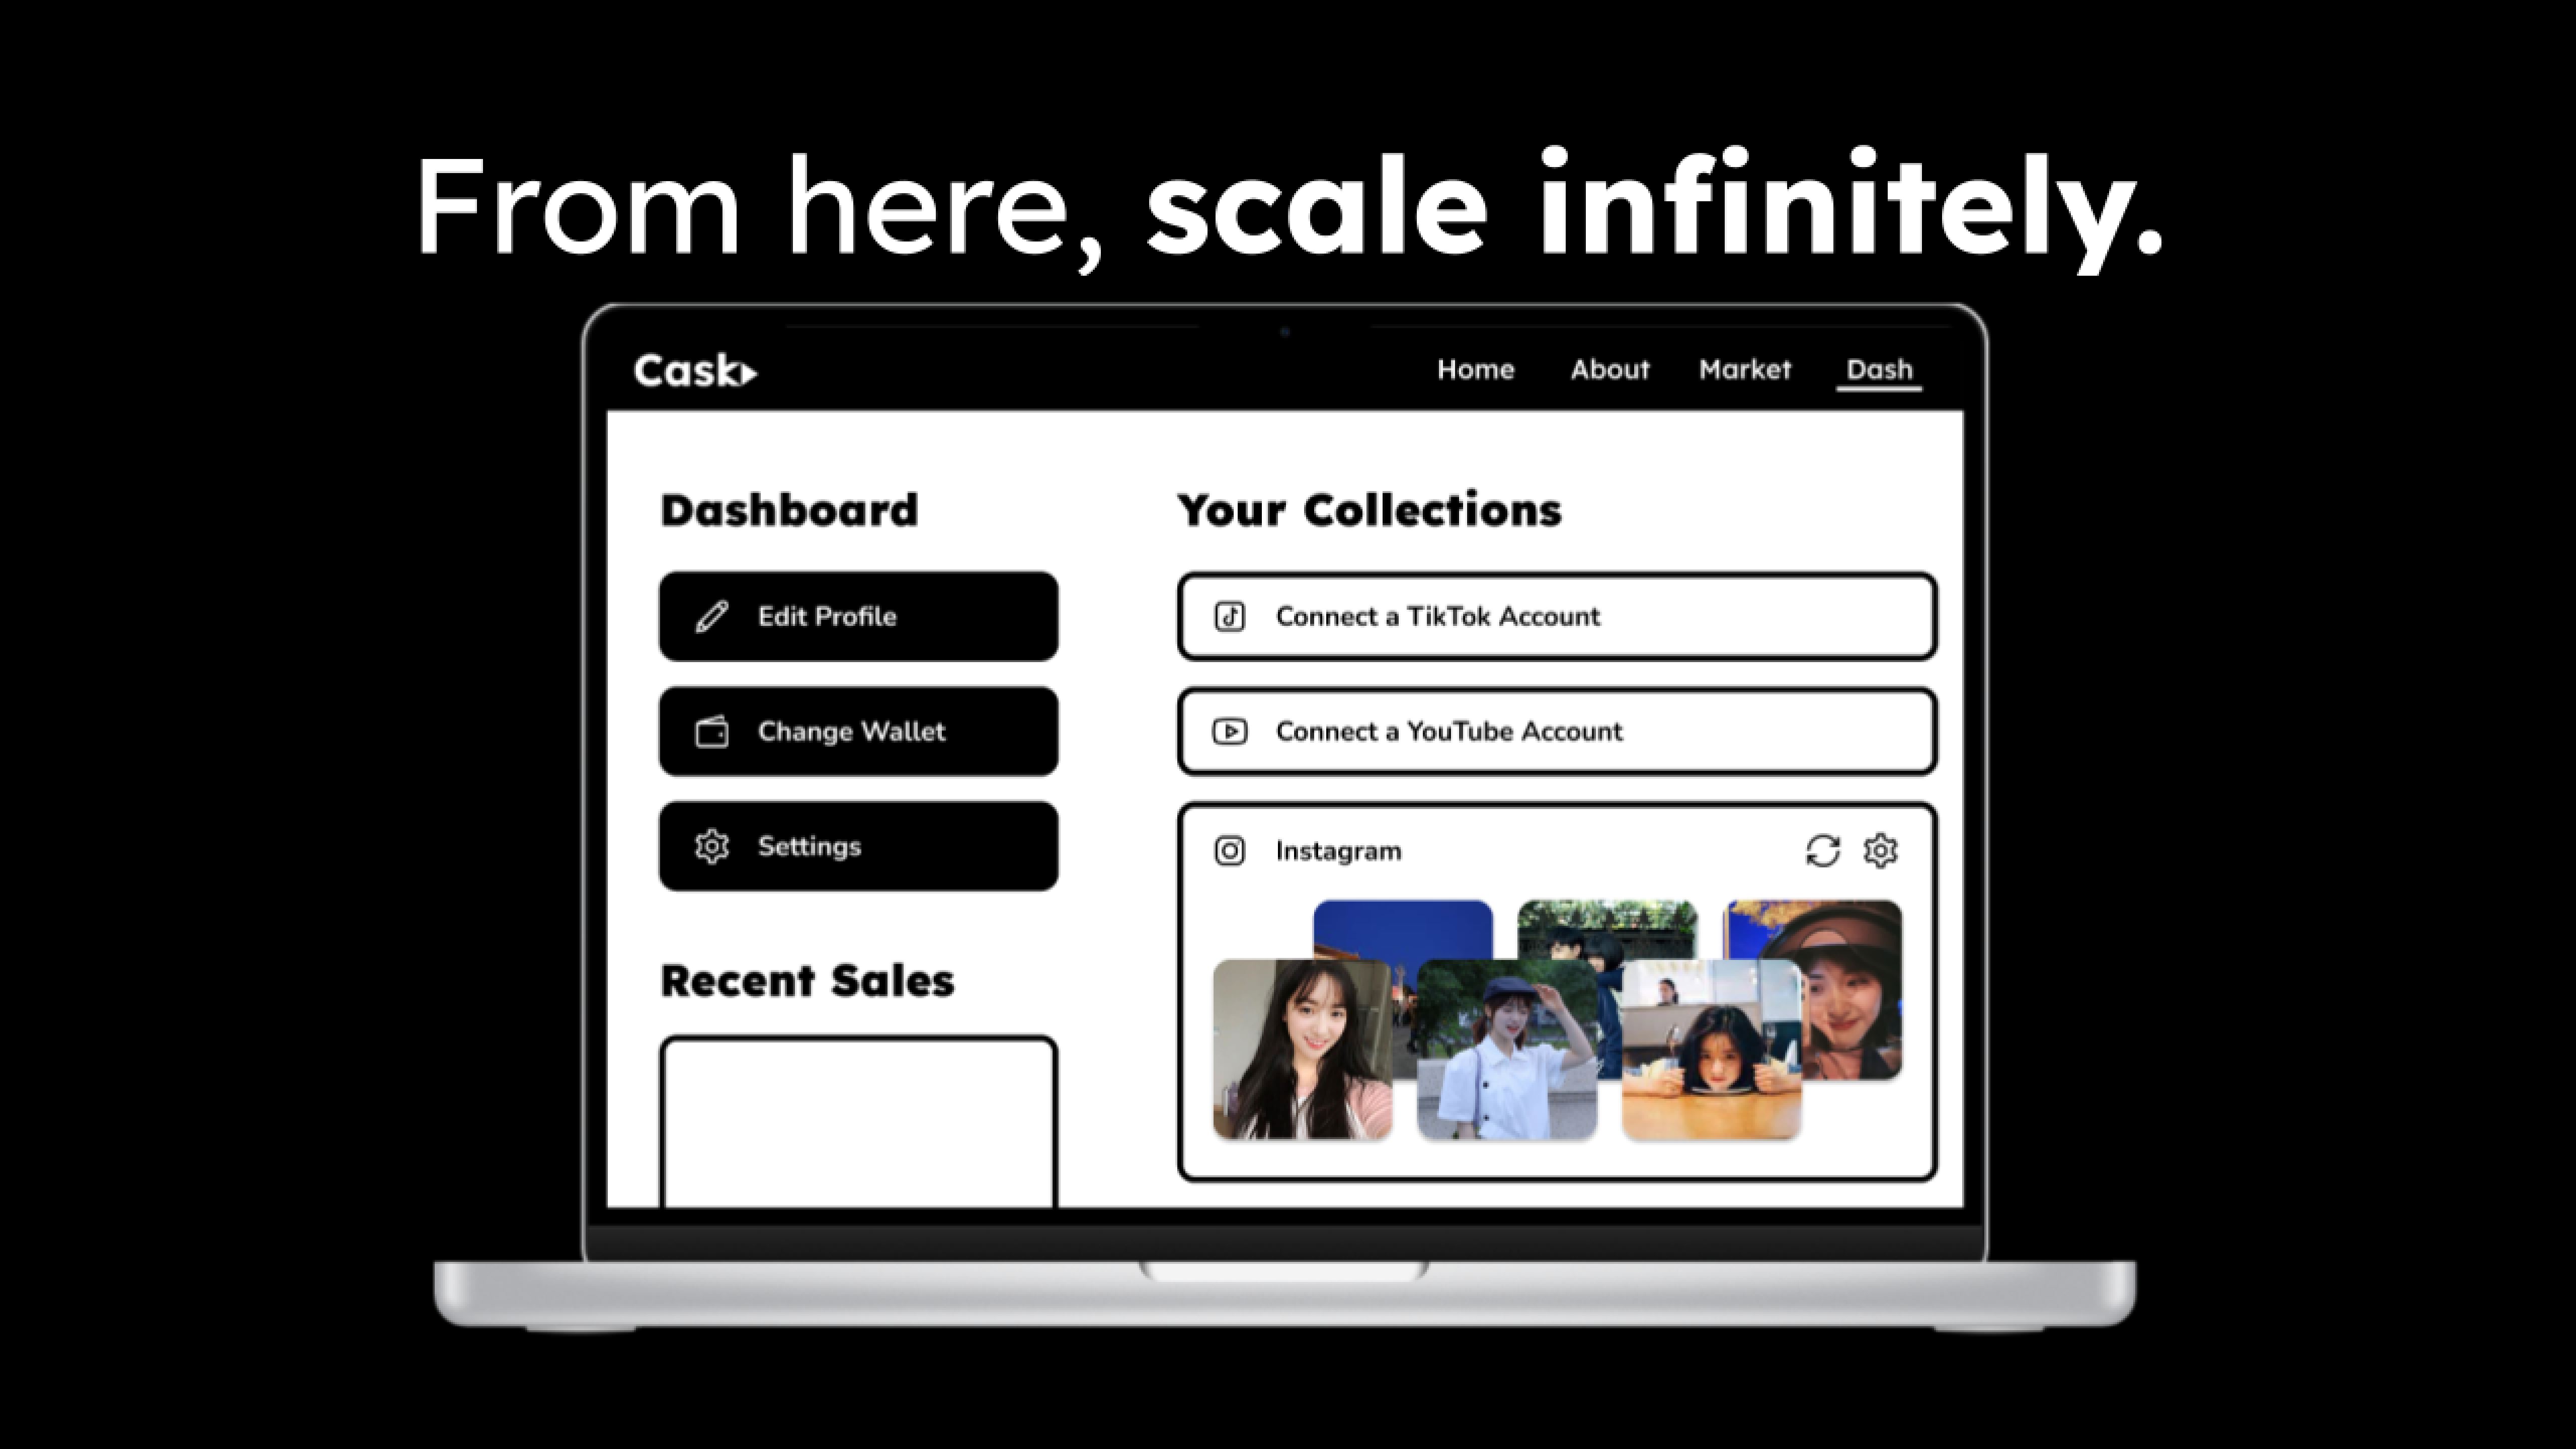 From here, scale infinitely.
Cask
Home About Market Dash
Dashboard
Edit Profile
Change Wallet
Settings
Recent Sales
Your Collections
Connect a TikTok Account
Connect a YouTube Account
Instagram